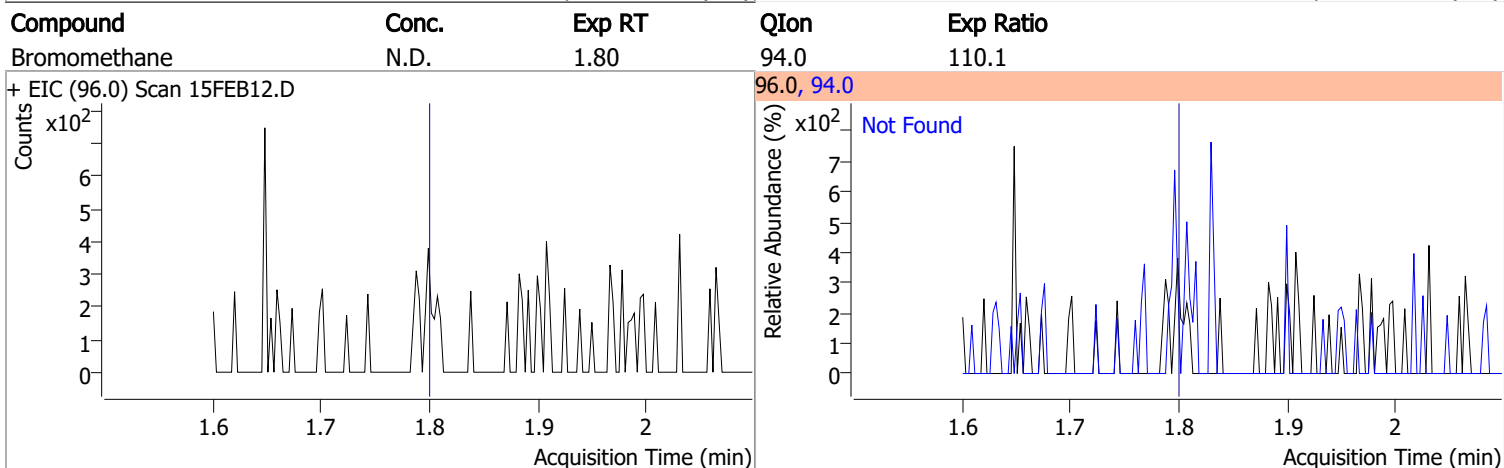 Compound Conc. Exp RT QIon Exp Ratio
Bromomethane N.D. 1.80 94.0 110.1
+ EIC (96.0) Scan 15FEB12.D
Counts
x10²
6
5
4
3
2
1
0
1.6 1.7 1.8 1.9 2
Acquisition Time (min)
96.0, 94.0
Relative Abundance (%)
x10²
Not Found
7
6
5
4
3
2
1
0
1.6 1.7 1.8 1.9 2
Acquisition Time (min)